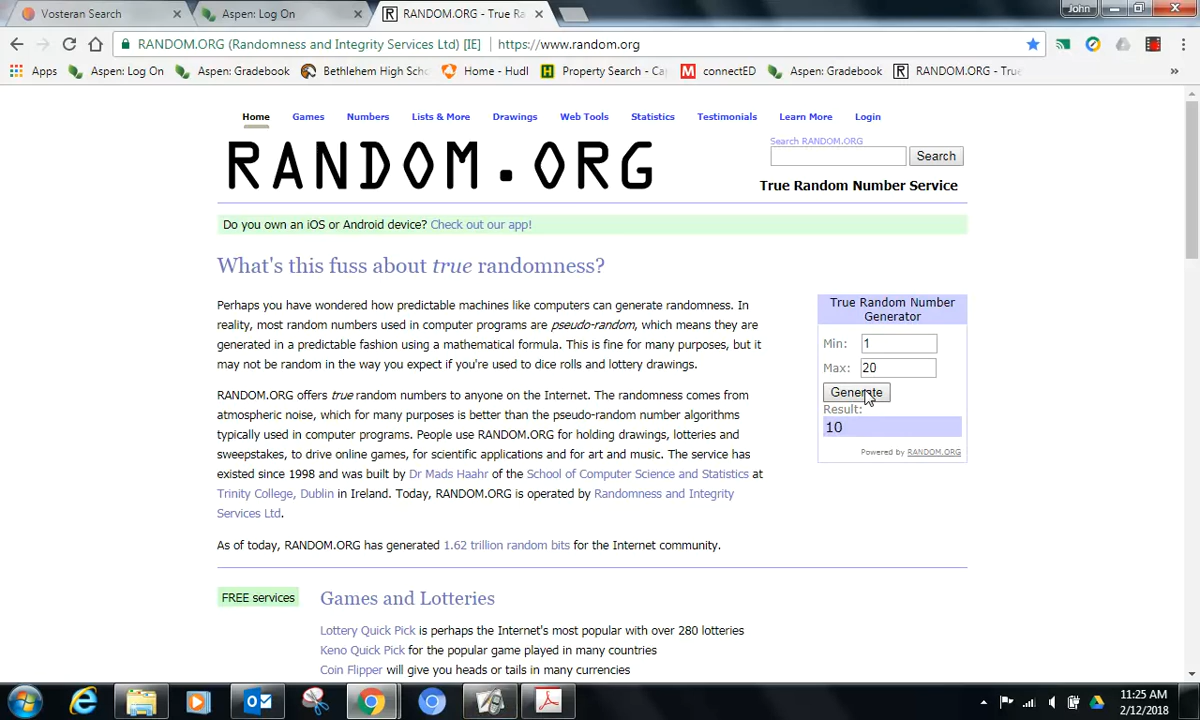 Vosteran Search
Aspen: Log On
RANDOM.ORG - True Ra
John
RANDOM.ORG (Randomness and Integrity Services Ltd) [IE]
https://www.random.org
Apps
Aspen: Log On
Aspen: Gradebook
Bethlehem High Scho
Home - Hudl
Property Search - Ca
connectED
Aspen: Gradebook
RANDOM.ORG - True
Home Games Numbers Lists & More Drawings Web Tools Statistics Testimonials Learn More Login
RANDOM.ORG
Search RANDOM.ORG
Search
True Random Number Service
Do you own an iOS or Android device? Check out our app!
What's this fuss about true randomness?
Perhaps you have wondered how predictable machines like computers can generate randomness. In
reality, most random numbers used in computer programs are pseudo-random, which means they are
generated in a predictable fashion using a mathematical formula. This is fine for many purposes, but it
may not be random in the way you expect if you're used to dice rolls and lottery drawings.
RANDOM.ORG offers true random numbers to anyone on the Internet. The randomness comes from
atmospheric noise, which for many purposes is better than the pseudo-random number algorithms
typically used in computer programs. People use RANDOM.ORG for holding drawings, lotteries and
sweepstakes, to drive online games, for scientific applications and for art and music. The service has
existed since 1998 and was built by Dr Mads Haahr of the School of Computer Science and Statistics at
Trinity College, Dublin in Ireland. Today, RANDOM.ORG is operated by Randomness and Integrity
Services Ltd.
As of today, RANDOM.ORG has generated 1.62 trillion random bits for the Internet community.
True Random Number
Generator
Min: 1
Max: 20
Generate
Result:
10
Powered by RANDOM.ORG
FREE services
Games and Lotteries
Lottery Quick Pick is perhaps the Internet's most popular with over 280 lotteries
Keno Quick Pick for the popular game played in many countries
Coin Flipper will give you heads or tails in many currencies
11:25 AM
2/12/2018